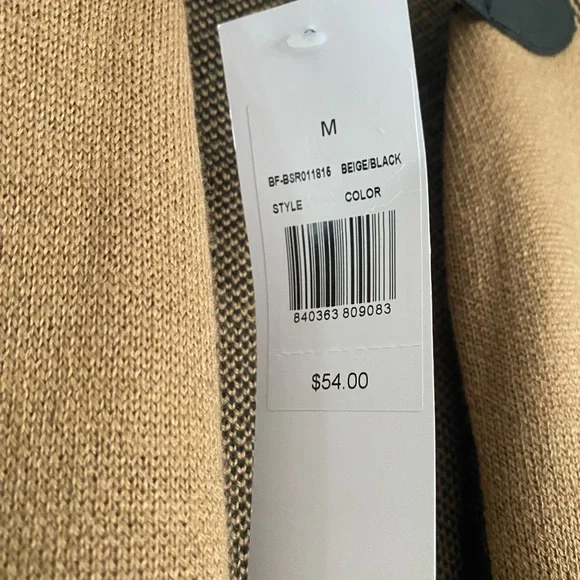 M
BF-BSR011815 BEIGE/BLACK
STYLE COLOR
840363 809083
$54.00